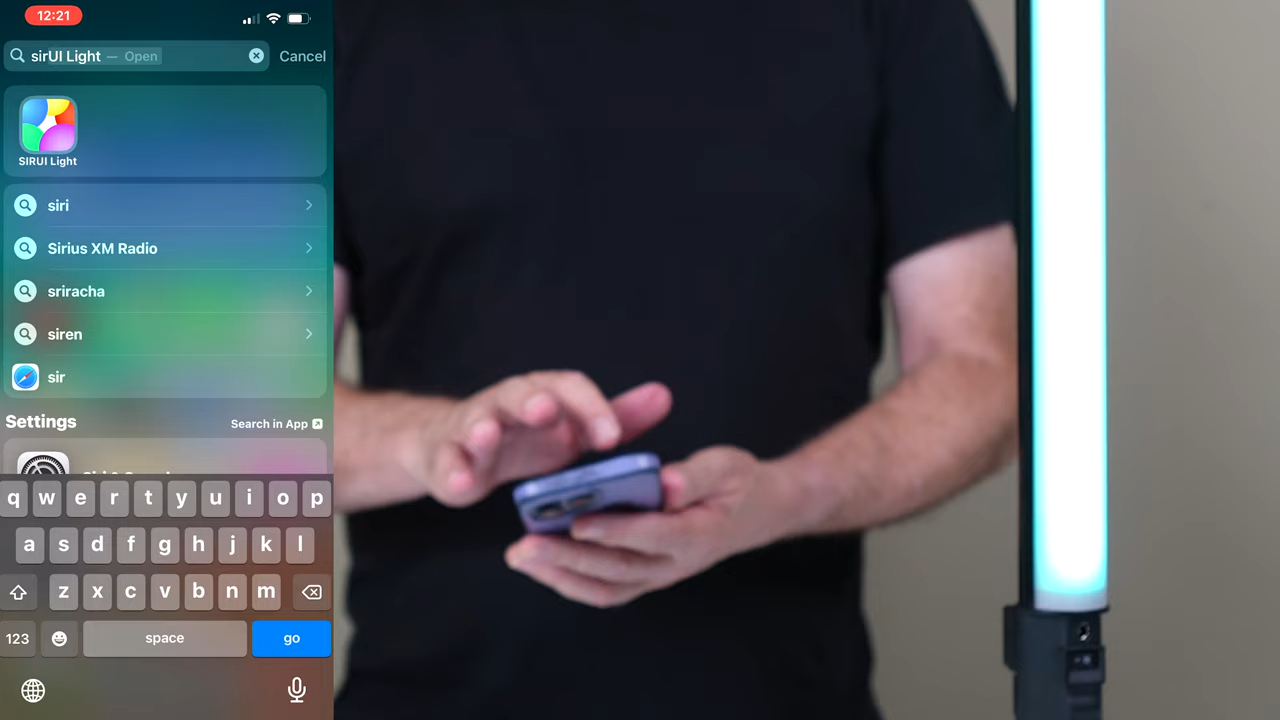 12:21
sirUI Light — Open
Cancel
SIRUI Light
siri
Sirius XM Radio
sriracha
siren
sir
Settings
Search in App
q w e r t y u i o p
a s d f g h j k l
z x c v b n m
123
space
go